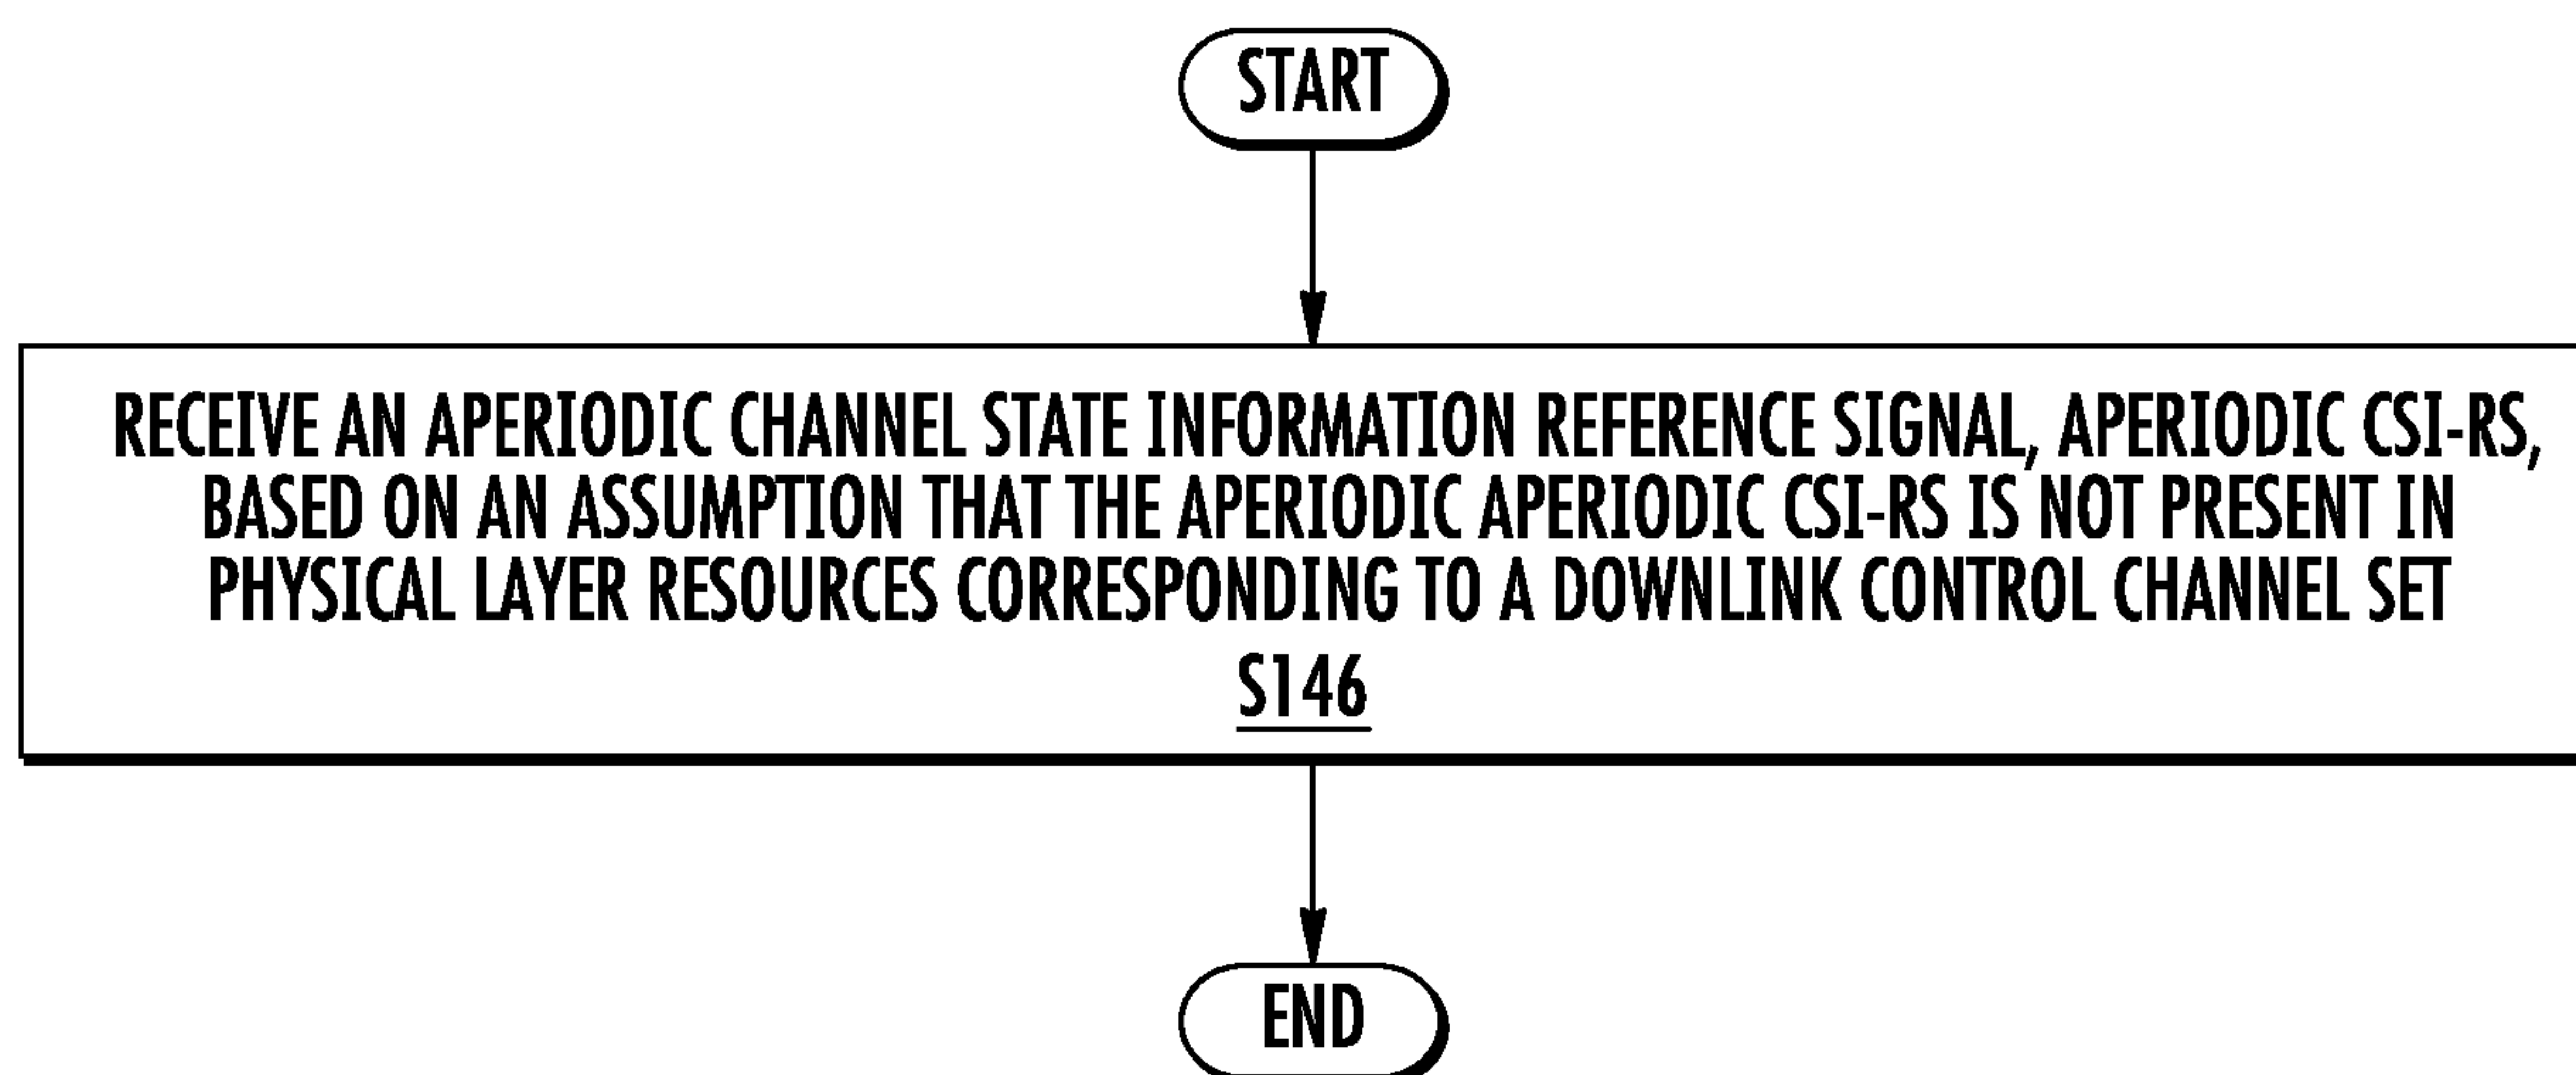 START
RECEIVE AN APERIODIC CHANNEL STATE INFORMATION REFERENCE SIGNAL, APERIODIC CSI-RS,
BASED ON AN ASSUMPTION THAT THE APERIODIC APERIODIC CSI-RS IS NOT PRESENT IN
PHYSICAL LAYER RESOURCES CORRESPONDING TO A DOWNLINK CONTROL CHANNEL SET
S146
END